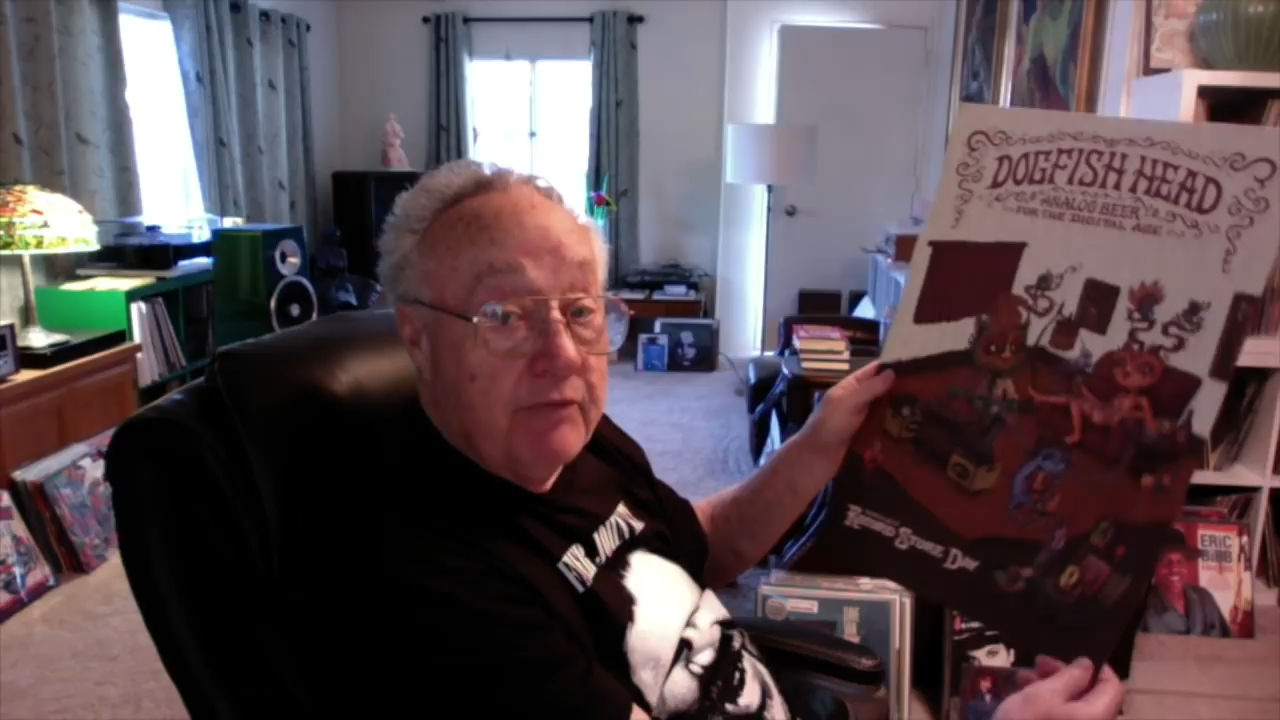 DOGFISH HEAD
ANALOG BEER
FOR THE DIGITAL AGE
RECORD STORE DAY
ERIC
BIBB